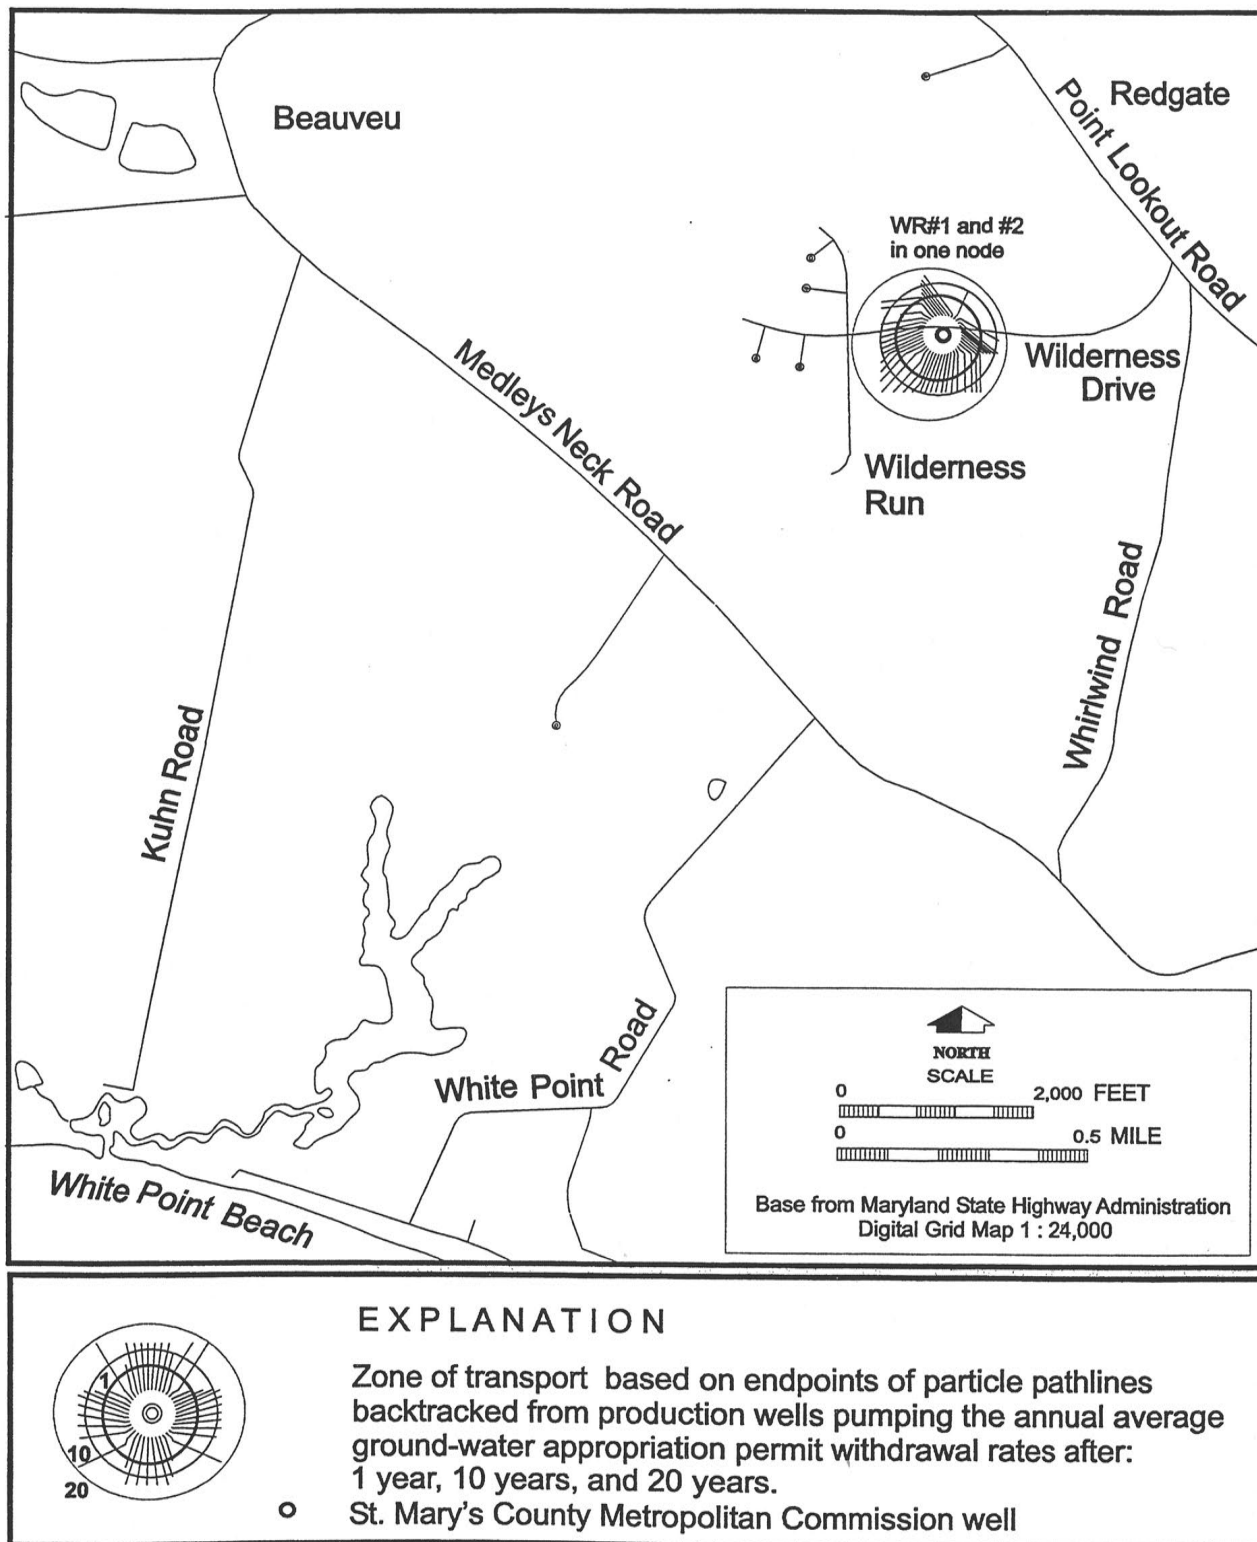 Beauveu
Redgate
Point Lookout Road
WR#1 and #2
in one node
Wilderness
Drive
Medleys Neck Road
Wilderness
Run
Whirlwind Road
Kuhn Road
White Point Road
White Point Beach
NORTH
SCALE
0 2,000 FEET
0 0.5 MILE
Base from Maryland State Highway Administration
Digital Grid Map 1 : 24,000
EXPLANATION
1
10
20
Zone of transport based on endpoints of particle pathlines
backtracked from production wells pumping the annual average
ground-water appropriation permit withdrawal rates after:
1 year, 10 years, and 20 years.
St. Mary's County Metropolitan Commission well